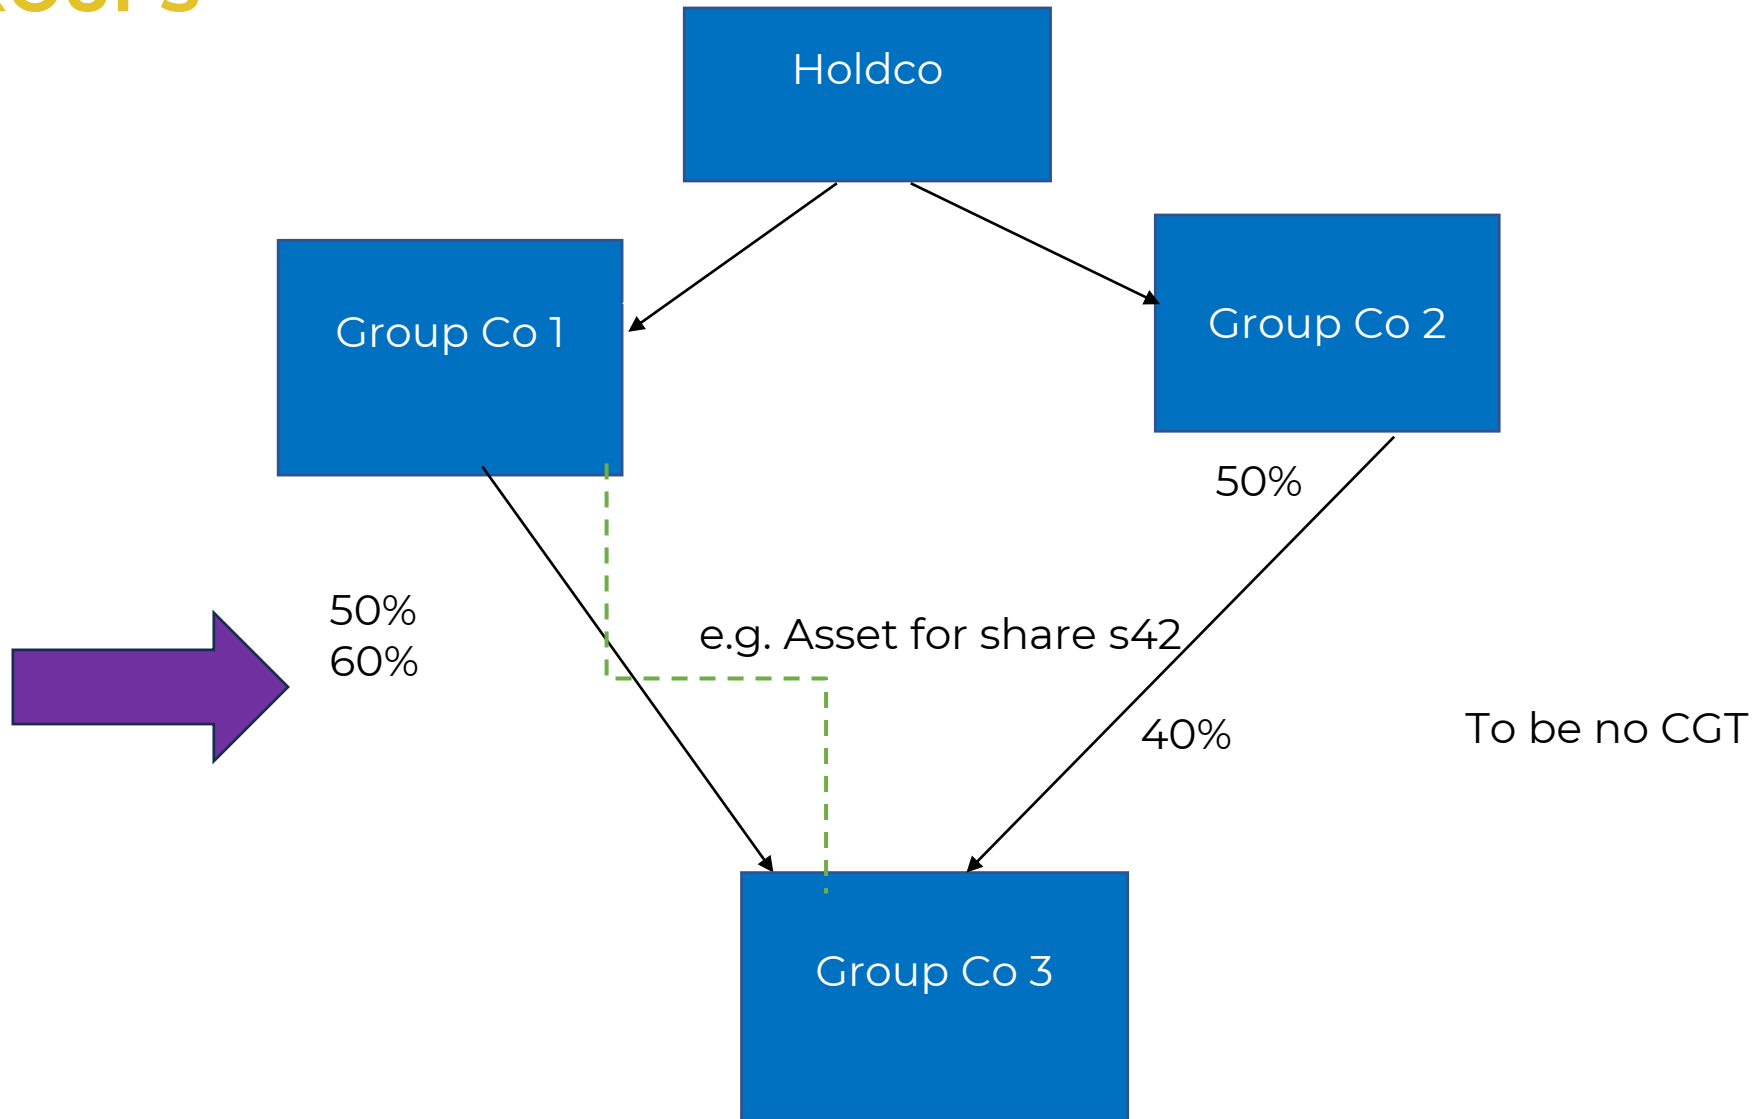 Holdco
Group Co 1
Group Co 2
50%
50%
60%
e.g. Asset for share s42
40%
To be no CGT
Group Co 3